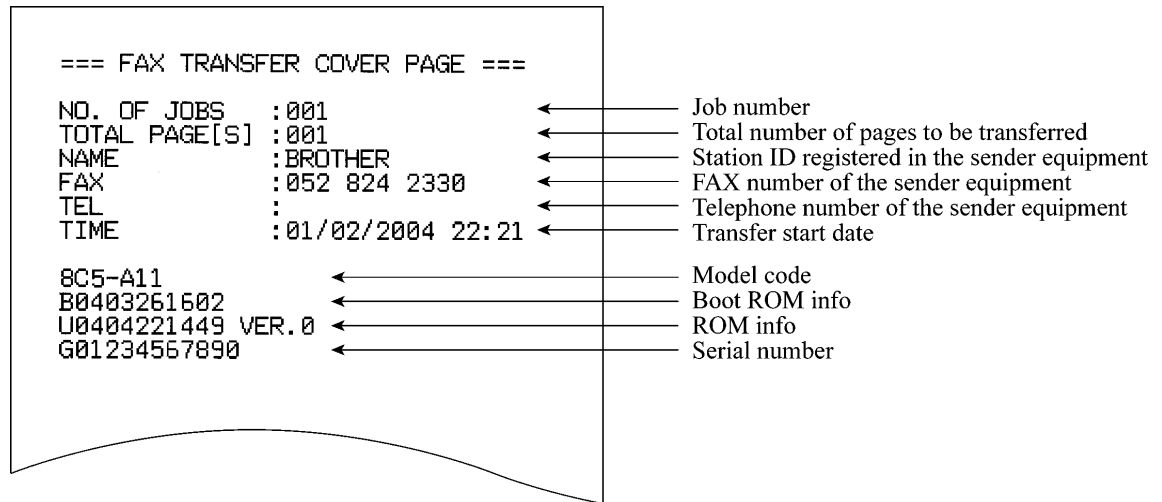 === FAX TRANSFER COVER PAGE ===
NO. OF JOBS :001 Job number
TOTAL PAGE[S] :001 Total number of pages to be transferred
NAME :BROTHER Station ID registered in the sender equipment
FAX :052 824 2330 FAX number of the sender equipment
TEL : Telephone number of the sender equipment
TIME :01/02/2004 22:21 Transfer start date
8C5-A11 Model code
B0403261602 Boot ROM info
U0404221449 VER.0 ROM info
G01234567890 Serial number